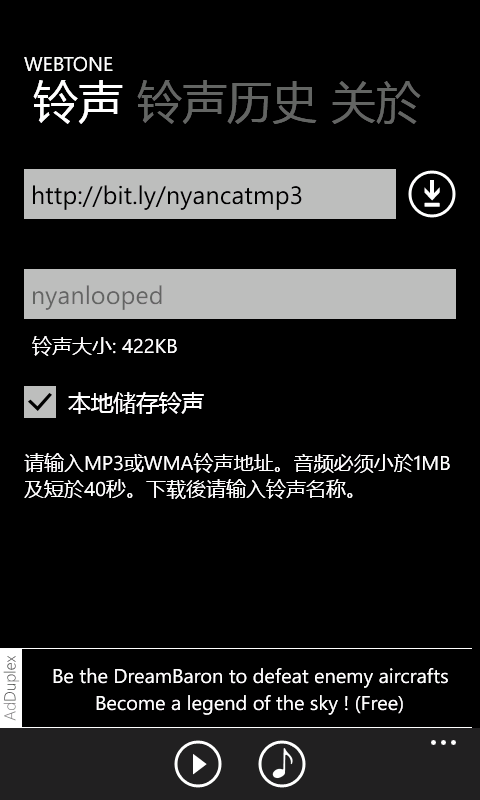 WEBTONE
铃声 铃声历史 关於
http://bit.ly/nyancatmp3
nyanlooped
铃声大小: 422KB
本地储存铃声
请输入MP3或WMA铃声地址。音频必须小於1MB
及短於40秒。下载後請输入铃声名称。
AdDuplex
Be the DreamBaron to defeat enemy aircrafts
Become a legend of the sky ! (Free)